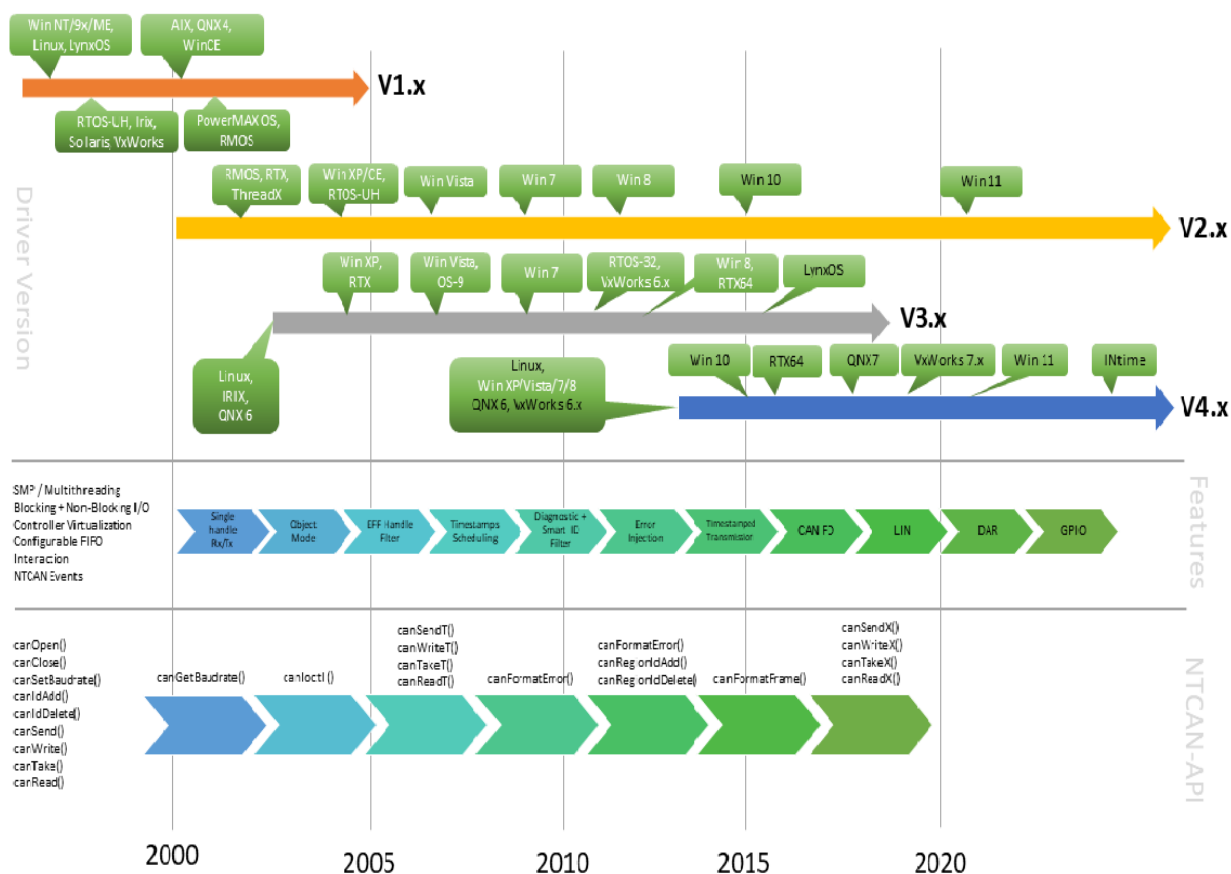 Win NT/9x/ME,
Linux, LynxOS
AIX, QNX4,
WinCE
V1.x
RTOS-UH, Irix,
Solaris, VxWorks
PowerMAX OS,
RMOS
Driver Version
RMOS, RTX,
ThreadX
Win XP/CE,
RTOS-UH
Win Vista
Win 7
Win 8
Win 10
Win 11
V2.x
Win XP,
RTX
Win Vista,
OS-9
Win 7
RTOS-32,
VxWorks 6.x
Win 8,
RTX64
LynxOS
V3.x
Linux,
IRIX,
QNX 6
Linux,
Win XP/Vista/7/8
QNX 6, VxWorks 6.x
Win 10
RTX64
QNX7
VxWorks 7.x
Win 11
INtime
V4.x
SMP / Multithreading
Blocking + Non-Blocking I/O
Controller Virtualization
Configurable FIFO
Interaction
NTCAN Events
Single
handle
Rx/Tx
Object
Mode
EFF Handle
Filter
Timestamps
Scheduling
Diagnostic +
Smart ID
Filter
Error
Injection
Timestamped
Transmission
CAN FD
LIN
DAR
GPIO
Features
canOpen()
canClose()
canSetBaudrate()
canIdAdd()
canIdDelete()
canSend()
canWrite()
canTake()
canRead()
canGetBaudrate()
canIoctl()
canSendT()
canWriteT()
canTakeT()
canReadT()
canFormatError()
canFormatError()
canRegionIdAdd()
canRegionIdDelete()
canFormatFrame()
canSendX()
canWriteX()
canTakeX()
canReadX()
NTCAN-API
2000
2005
2010
2015
2020